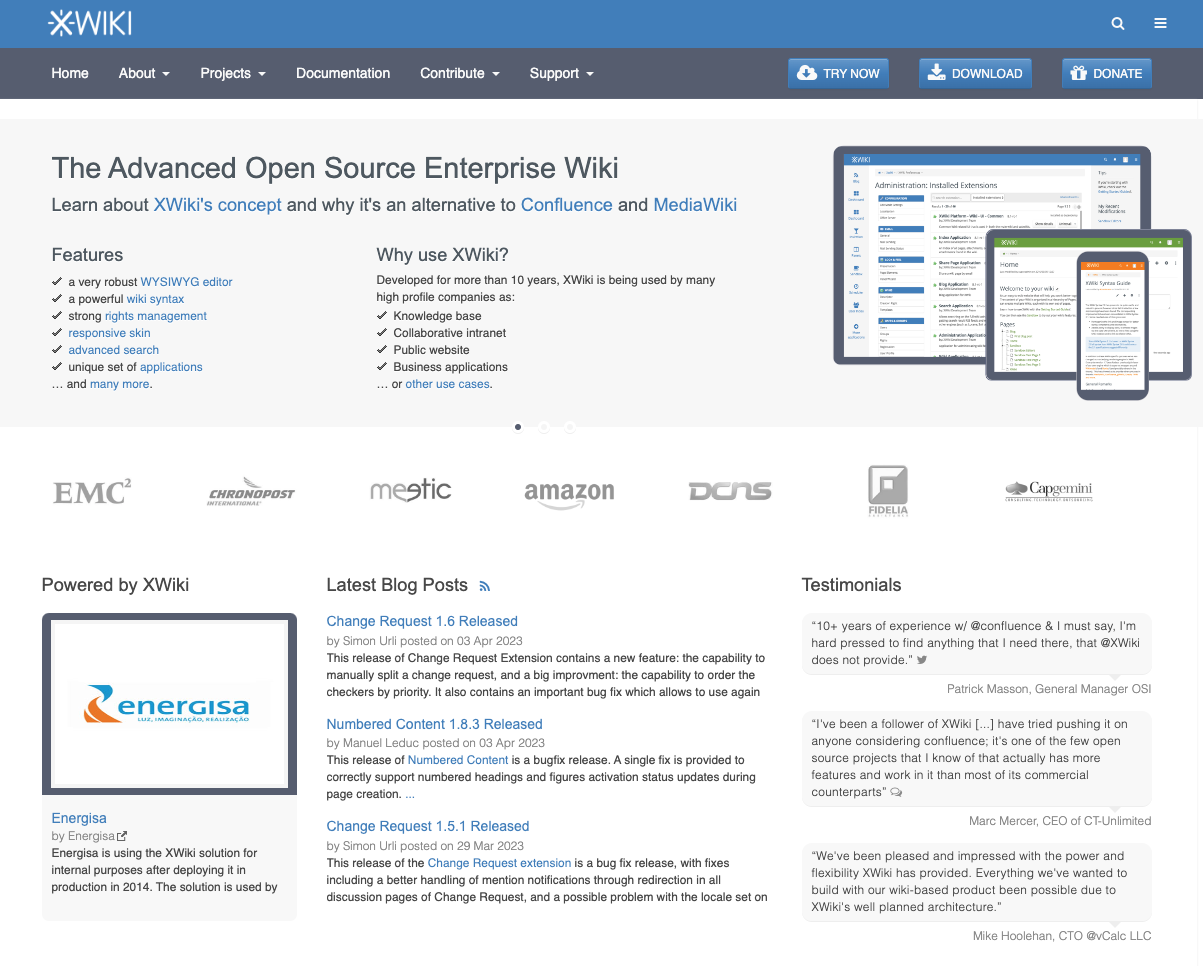 XWIKI
Home About Projects Documentation Contribute Support TRY NOW DOWNLOAD DONATE
The Advanced Open Source Enterprise Wiki
Learn about XWiki's concept and why it's an alternative to Confluence and MediaWiki
Features
a very robust WYSIWYG editor
a powerful wiki syntax
strong rights management
responsive skin
advanced search
unique set of applications
... and many more.
Why use XWiki?
Developed for more than 10 years, XWiki is being used by many
high profile companies as:
Knowledge base
Collaborative intranet
Public website
Business applications
... or other use cases.
XWIKI
Administration: Installed Extensions
XWIKI
Home
Welcome to your wiki
Pages
XWIKI
XWiki Syntax Guide
EMC2
CHRONOPOST
INTERNATIONAL
meetic
amazon
DCNS
FIDELIA
Capgemini
CONSULTING.TECHNOLOGY.OUTSOURCING
Powered by XWiki
energisa
LUZ, IMAGINAÇÃO, REALIZAÇÃO
Energisa
by Energisa
Energisa is using the XWiki solution for
internal purposes after deploying it in
production in 2014. The solution is used by
Latest Blog Posts
Change Request 1.6 Released
by Simon Urli posted on 03 Apr 2023
This release of Change Request Extension contains a new feature: the capability to
manually split a change request, and a big improvment: the capability to order the
checkers by priority. It also contains an important bug fix which allows to use again
Numbered Content 1.8.3 Released
by Manuel Leduc posted on 03 Apr 2023
This release of Numbered Content is a bugfix release. A single fix is provided to
correctly support numbered headings and figures activation status updates during
page creation. ...
Change Request 1.5.1 Released
by Simon Urli posted on 29 Mar 2023
This release of the Change Request extension is a bug fix release, with fixes
including a better handling of mention notifications through redirection in all
discussion pages of Change Request, and a possible problem with the locale set on
Testimonials
“10+ years of experience w/ @confluence & I must say, I'm
hard pressed to find anything that I need there, that @XWiki
does not provide.”
Patrick Masson, General Manager OSI
“I've been a follower of XWiki [...] have tried pushing it on
anyone considering confluence; it's one of the few open
source projects that I know of that actually has more
features and work in it than most of its commercial
counterparts”
Marc Mercer, CEO of CT-Unlimited
“We've been pleased and impressed with the power and
flexibility XWiki has provided. Everything we've wanted to
build with our wiki-based product been possible due to
XWiki's well planned architecture.”
Mike Hoolehan, CTO @vCalc LLC